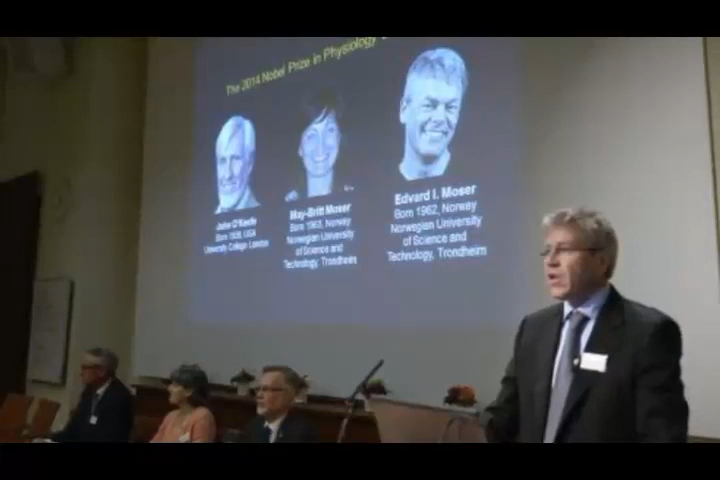 The 2014 Nobel Prize in Physiology
John O'Keefe
Born 1939, USA
University College London
May-Britt Moser
Born 1963, Norway
Norwegian University
of Science and
Technology, Trondheim
Edvard I. Moser
Born 1962, Norway
Norwegian University
of Science and
Technology, Trondheim